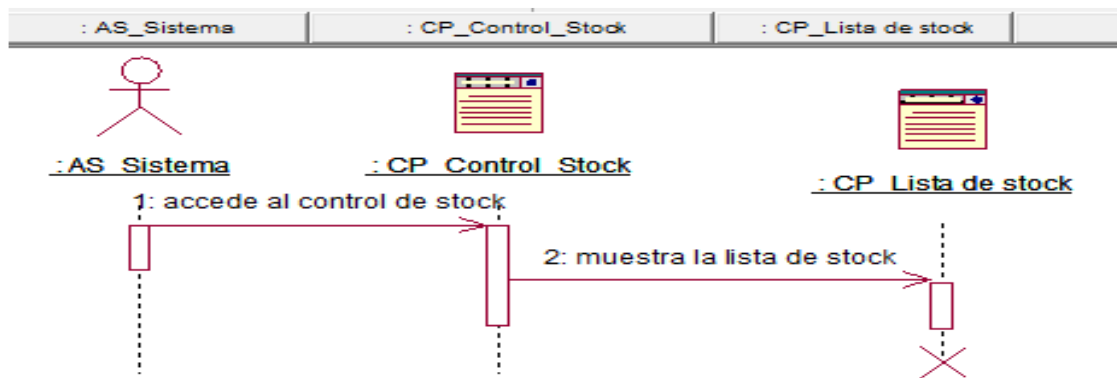 : AS_Sistema
: CP_Control_Stock
: CP_Lista de stock
: AS_Sistema
: CP_Control_Stock
: CP_Lista de stock
1: accede al control de stock
2: muestra la lista de stock